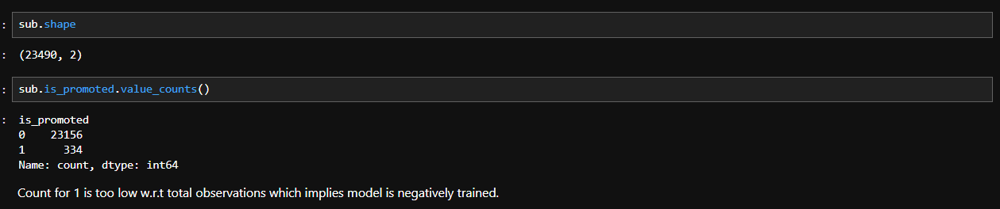 : sub.shape
: (23490, 2)
: sub.is_promoted.value_counts()
: is_promoted
0    23156
1      334
Name: count, dtype: int64
Count for 1 is too low w.r.t total observations which implies model is negatively trained.